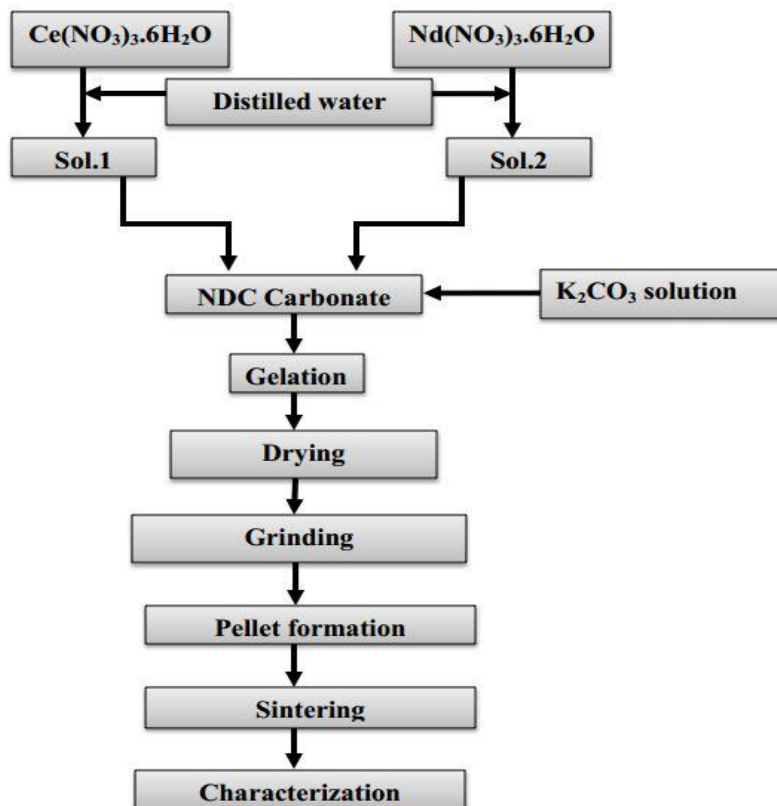 Ce(NO₃)₃.6H₂O
Nd(NO₃)₃.6H₂O
Distilled water
Sol.1
Sol.2
NDC Carbonate
K₂CO₃ solution
Gelation
Drying
Grinding
Pellet formation
Sintering
Characterization